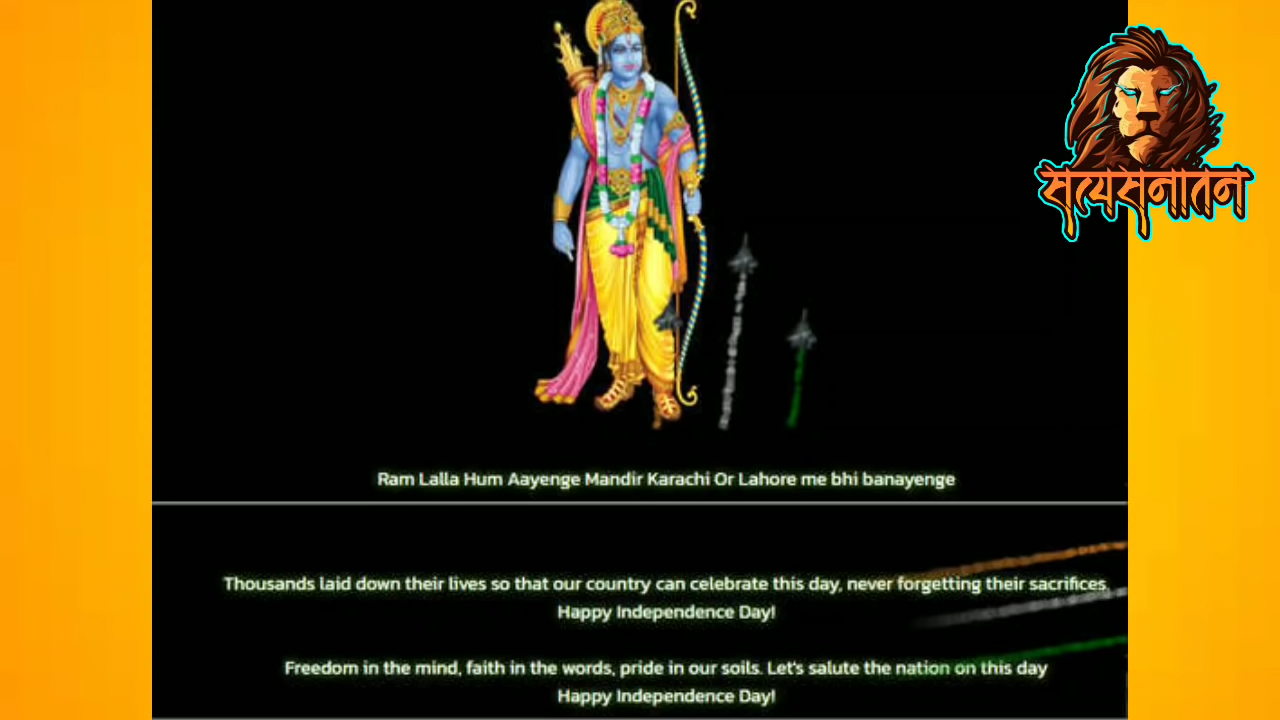 सत्यसनातन
Ram Lalla Hum Aayenge Mandir Karachi Or Lahore me bhi banayenge
Thousands laid down their lives so that our country can celebrate this day, never forgetting their sacrifices.
Happy Independence Day!
Freedom in the mind, faith in the words, pride in our soils. Let's salute the nation on this day
Happy Independence Day!